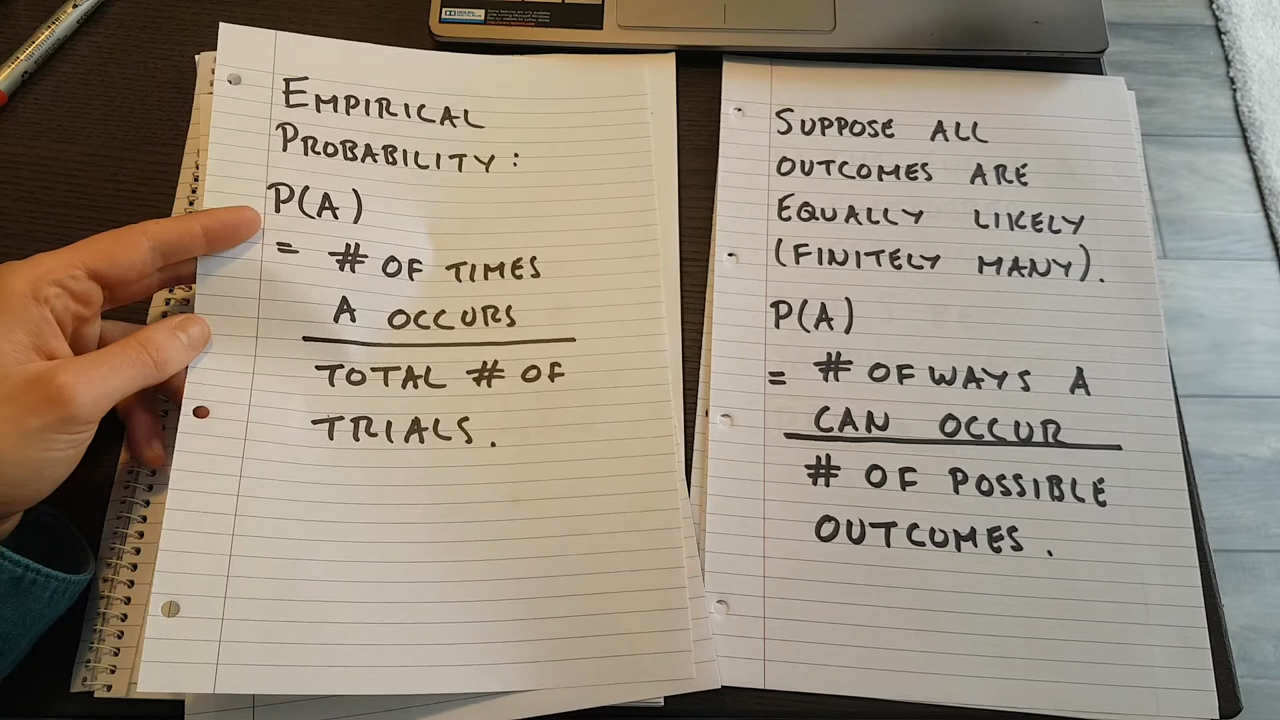 EMPIRICAL
PROBABILITY:
P(A)
= # OF TIMES
A OCCURS
TOTAL # OF
TRIALS.
SUPPOSE ALL
OUTCOMES ARE
EQUALLY LIKELY
(FINITELY MANY).
P(A)
= # OF WAYS A
CAN OCCUR
# OF POSSIBLE
OUTCOMES.